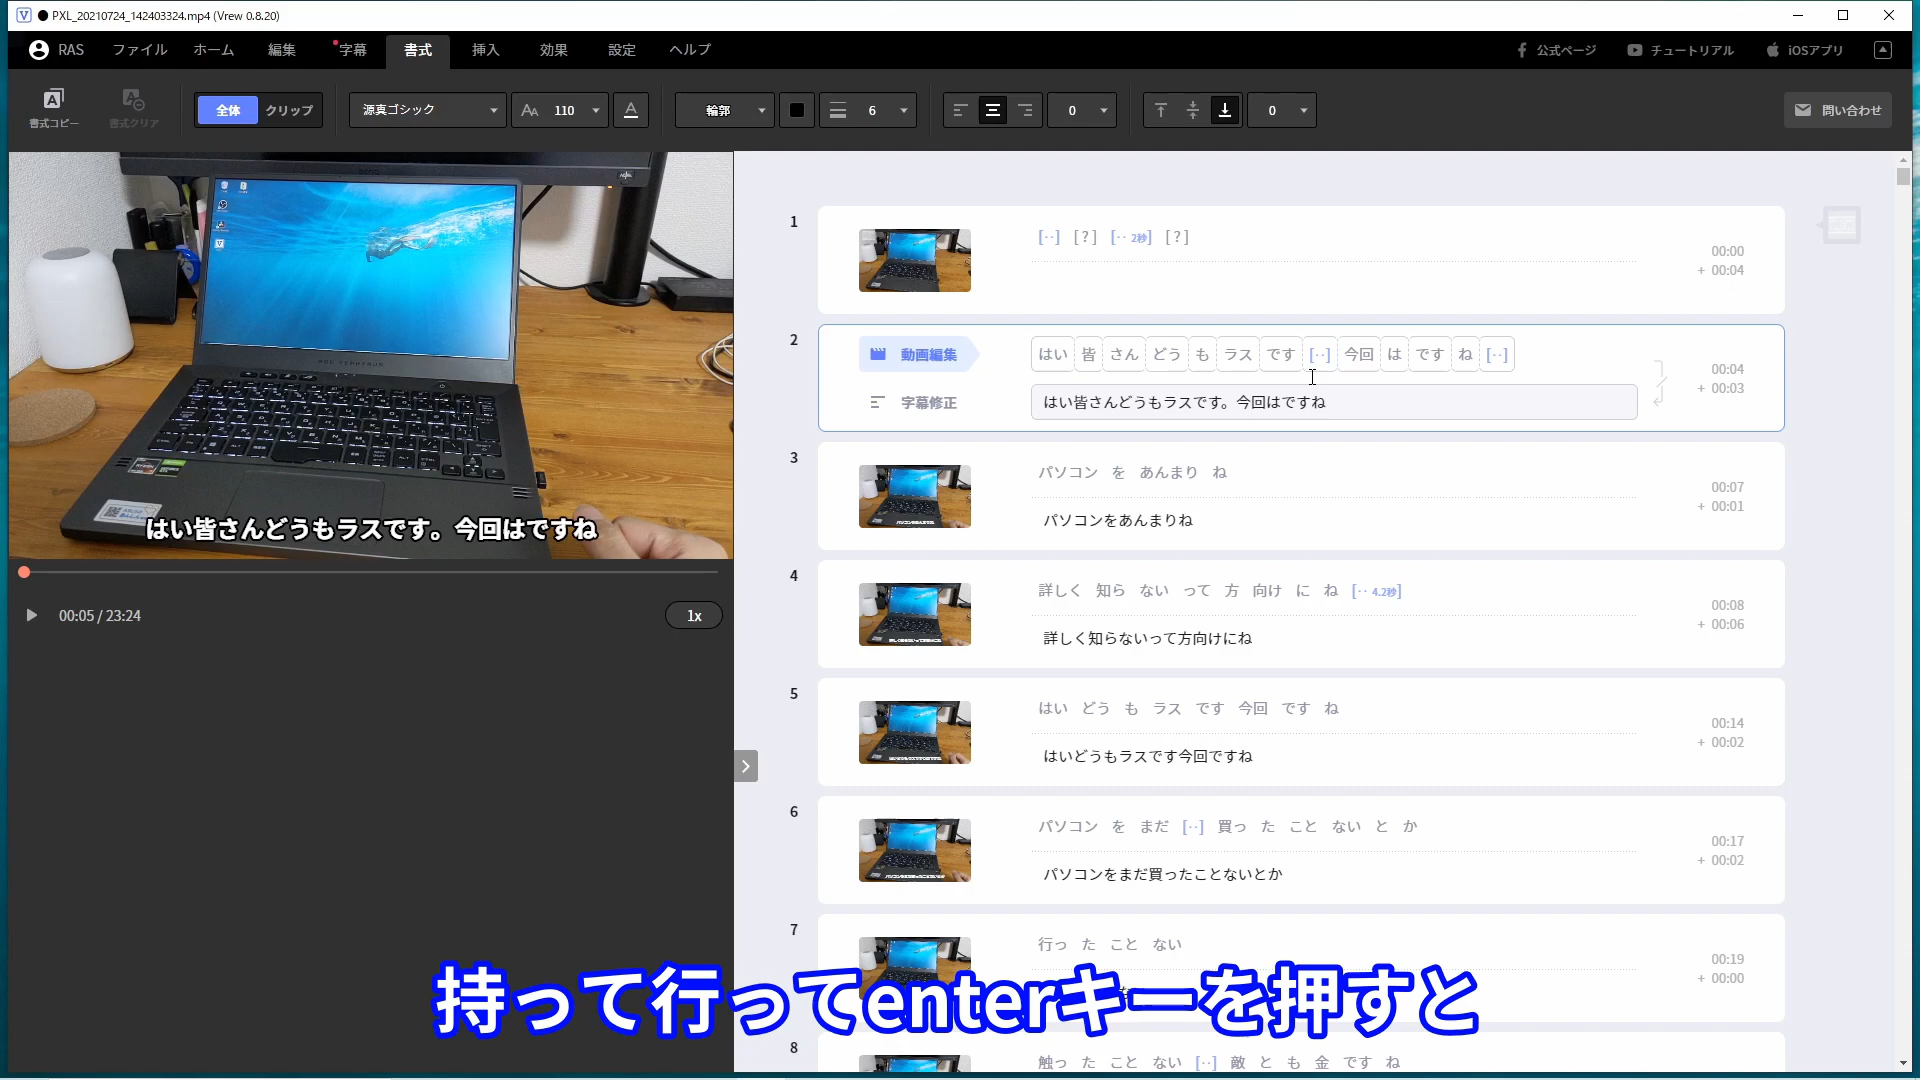 PXL_20210724_142403324.mp4 (Vrew 0.8.20)
RAS ファイル ホーム 編集 字幕 書式 挿入 効果 設定 ヘルプ
公式ページ チュートリアル iOSアプリ
書式コピー 書式クリア
全体 クリップ
源真ゴシック
110
輪郭
6
0
0
問い合わせ
はい皆さんどうもラスです。今回はですね
00:05 / 23:24
1x
1
[··] [?] [·· 2秒] [?]
00:00
+ 00:04
2
動画編集
はい 皆 さん どう も ラス です [··] 今回 は です ね [··]
字幕修正
はい皆さんどうもラスです。今回はですね
00:04
+ 00:03
3
パソコン を あんまり ね
パソコンをあんまりね
00:07
+ 00:01
4
詳しく 知ら ない って 方 向け に ね [·· 4.2秒]
詳しく知らないって方向けにね
00:08
+ 00:06
5
はい どう も ラス です 今回 です ね
はいどうもラスです今回ですね
00:14
+ 00:02
6
パソコン を まだ [··] 買っ た こと ない と か
パソコンをまだ買ったことないとか
00:17
+ 00:02
7
行っ た こと ない
00:19
+ 00:00
8
触っ た こと ない [··] 敵 と も 金 です ね
持って行ってenterキーを押すと